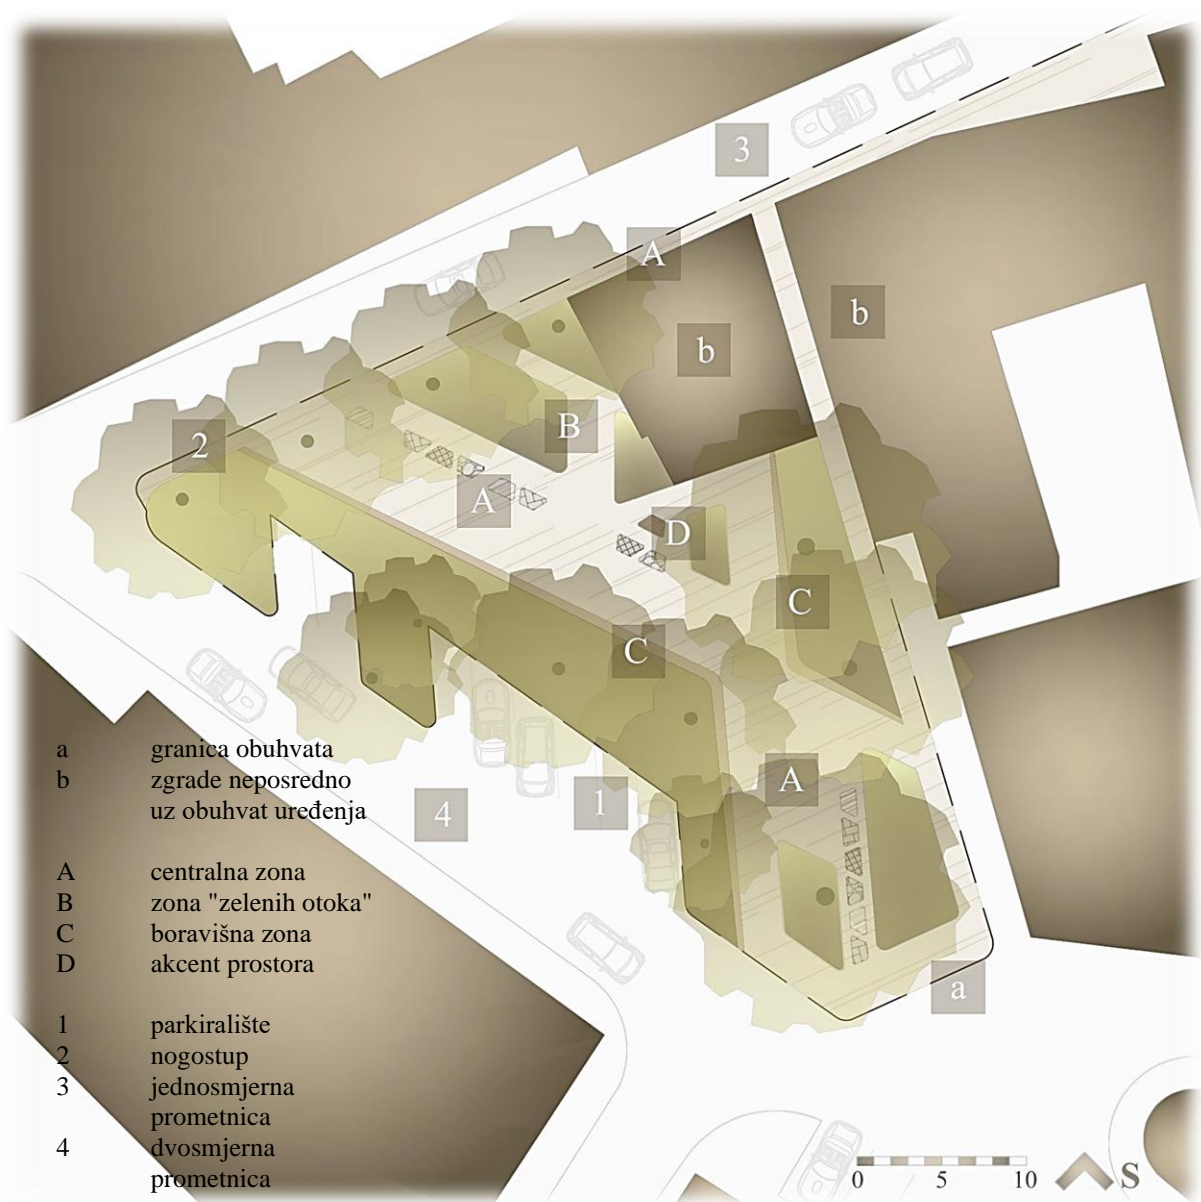 3
A
b
b
2
B
A
D
C
C
A
1
4
a
a granica obuhvata
b zgrade neposredno
uz obuhvat uređenja
A centralna zona
B zona "zelenih otoka"
C boravišna zona
D akcent prostora
1 parkiralište
2 nogostup
3 jednosmjerna
prometnica
4 dvosmjerna
prometnica
0 5 10 S